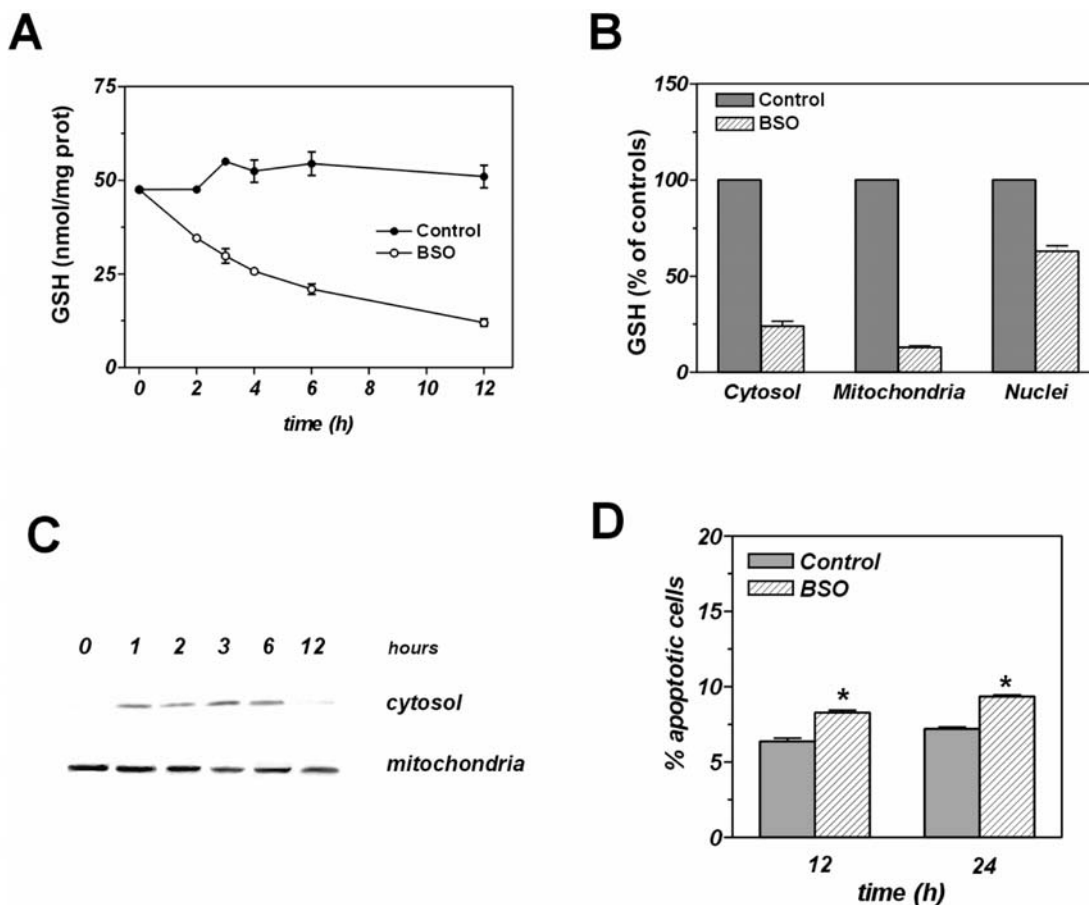 A
GSH (nmol/mg prot)
75
50
25
0
Control
BSO
0 2 4 6 8 10 12
time (h)
B
GSH (% of controls)
150
100
50
0
Control
BSO
Cytosol Mitochondria Nuclei
C
0 1 2 3 6 12 hours
cytosol
mitochondria
D
% apoptotic cells
20
15
10
5
0
Control
BSO
* *
12 24
time (h)